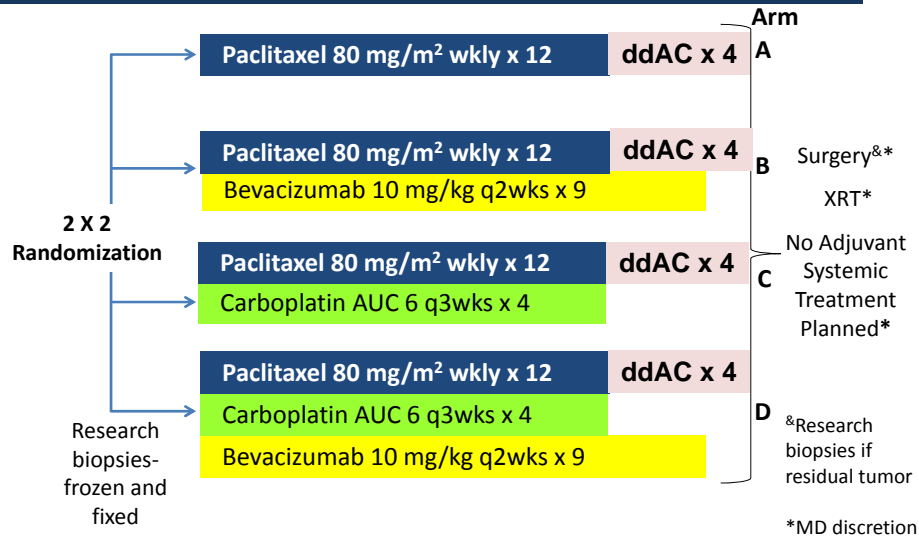 Arm
Paclitaxel 80 mg/m² wkly x 12
ddAC x 4
A
Paclitaxel 80 mg/m² wkly x 12
ddAC x 4
B
Bevacizumab 10 mg/kg q2wks x 9
2 X 2
Randomization
Paclitaxel 80 mg/m² wkly x 12
ddAC x 4
C
Carboplatin AUC 6 q3wks x 4
Paclitaxel 80 mg/m² wkly x 12
ddAC x 4
D
Carboplatin AUC 6 q3wks x 4
Bevacizumab 10 mg/kg q2wks x 9
Research
biopsies-
frozen and
fixed
Surgery&*
XRT*
No Adjuvant
Systemic
Treatment
Planned*
&Research
biopsies if
residual tumor
*MD discretion